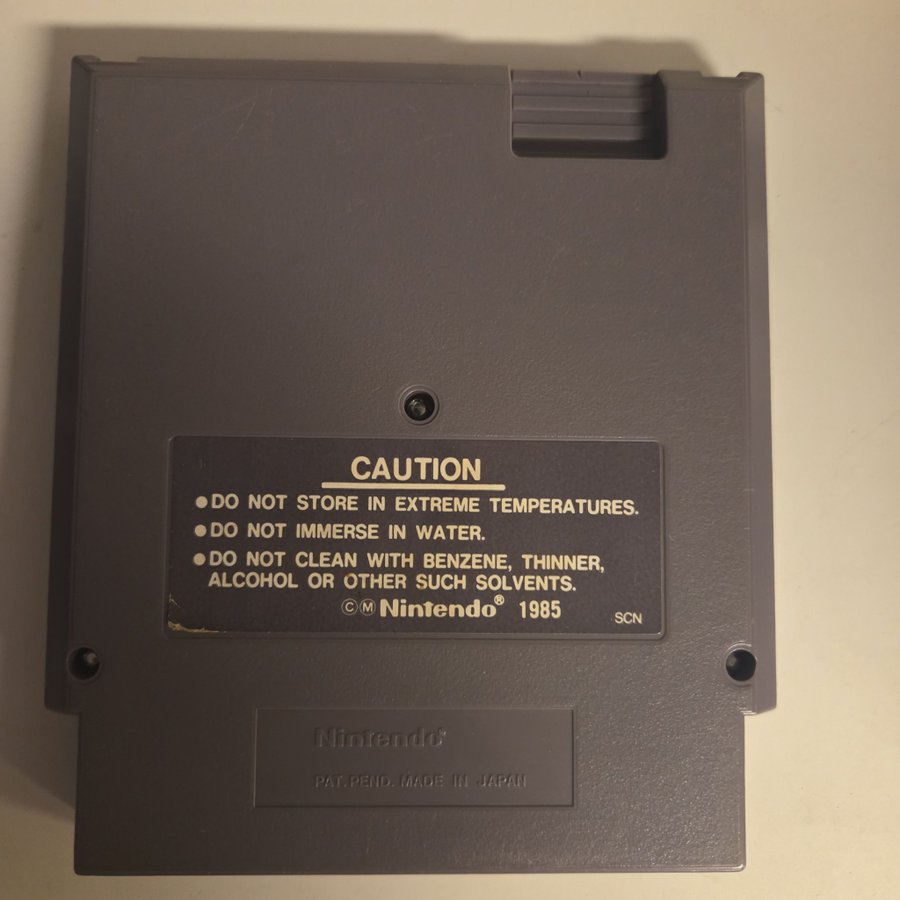 CAUTION
●DO NOT STORE IN EXTREME TEMPERATURES.
●DO NOT IMMERSE IN WATER.
●DO NOT CLEAN WITH BENZENE, THINNER,
ALCOHOL OR OTHER SUCH SOLVENTS.
ⒸⓂNintendo® 1985
SCN
Nintendo®
PAT. PEND. MADE IN JAPAN